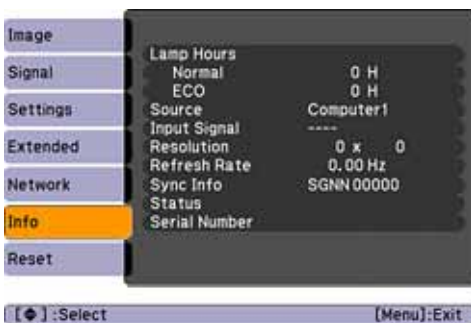 Image
Signal
Settings
Extended
Network
Info
Reset
Lamp Hours
Normal 0 H
ECO 0 H
Source Computer1
Input Signal ----
Resolution 0 x 0
Refresh Rate 0.00 Hz
Sync Info SGNN 00000
Status
Serial Number
[◆] :Select [Menu]:Exit